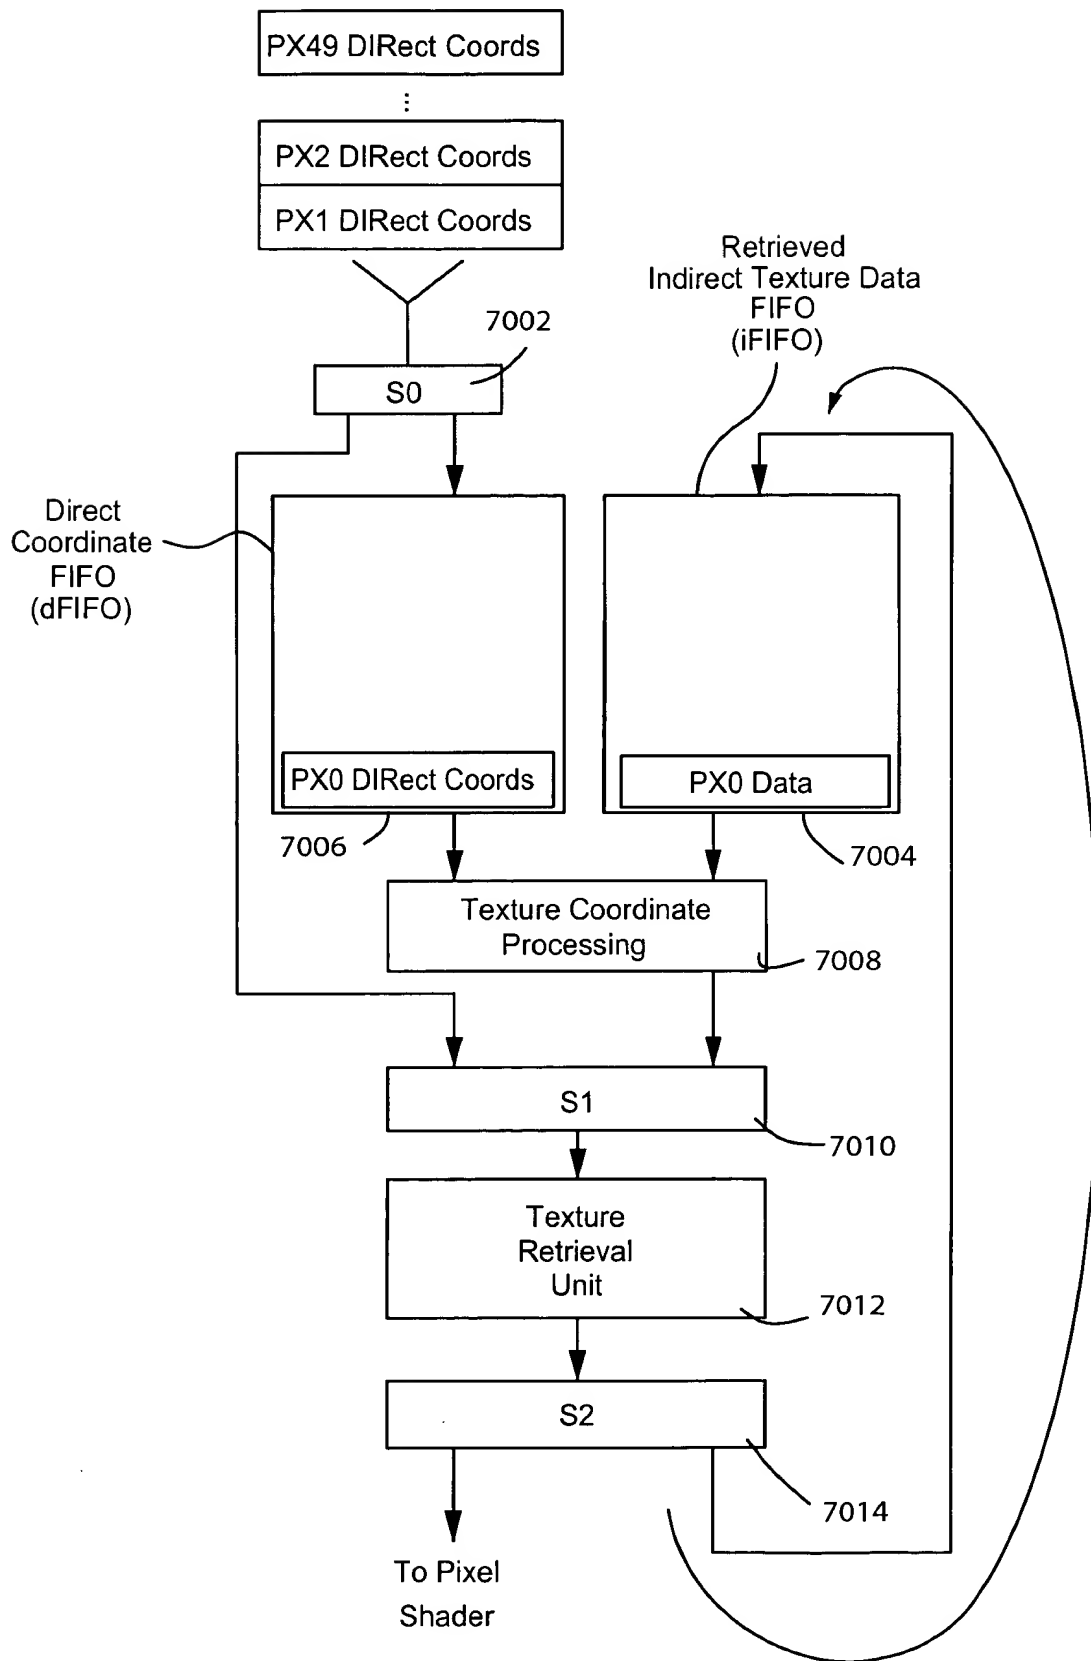 PX49 DIRect Coords
⋮
PX2 DIRect Coords
PX1 DIRect Coords
Retrieved
Indirect Texture Data
FIFO
(iFIFO)
7002
S0
Direct
Coordinate
FIFO
(dFIFO)
PX0 DIRect Coords
PX0 Data
7006
7004
Texture Coordinate
Processing
7008
S1
7010
Texture
Retrieval
Unit
7012
S2
7014
To Pixel
Shader